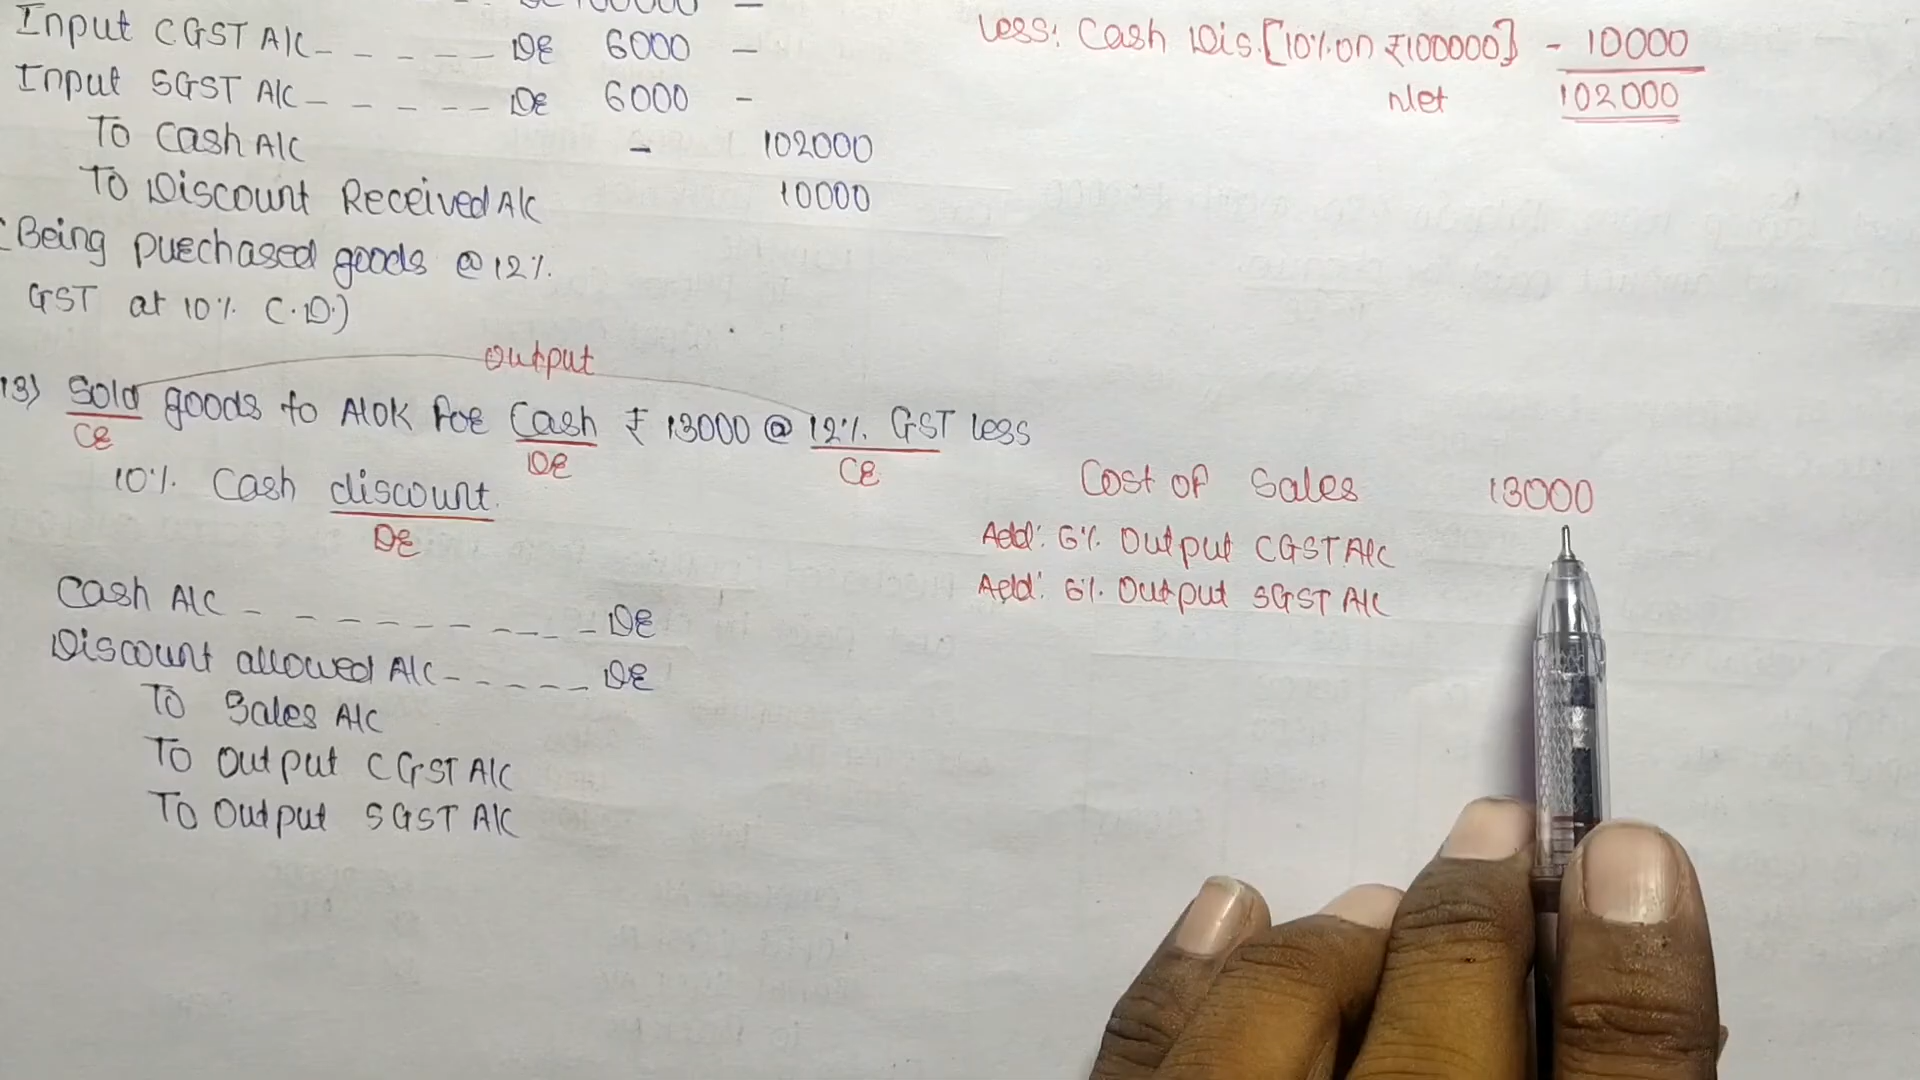 Input CGST A/C - - - - - - Dr 6000 -
Input SGST A/C - - - - - - Dr 6000 -
To Cash A/C - 102000
To Discount Received A/C 10000
(Being purchased goods @ 12%.
GST at 10% C.D.)
Less: Cash Dis. [10% on ₹100000] - 10000
Net 102000
Output
13) Sold goods to Alok for Cash ₹ 13000 @ 12% GST less
Cr Dr Cr
10% Cash discount.
Dr
Cost of Sales 13000
Add: 6% Output CGST A/C
Add: 6% Output SGST A/C
Cash A/C - - - - - - - - - Dr
Discount allowed A/C - - - - - Dr
To Sales A/C
To Output CGST A/C
To Output SGST A/C